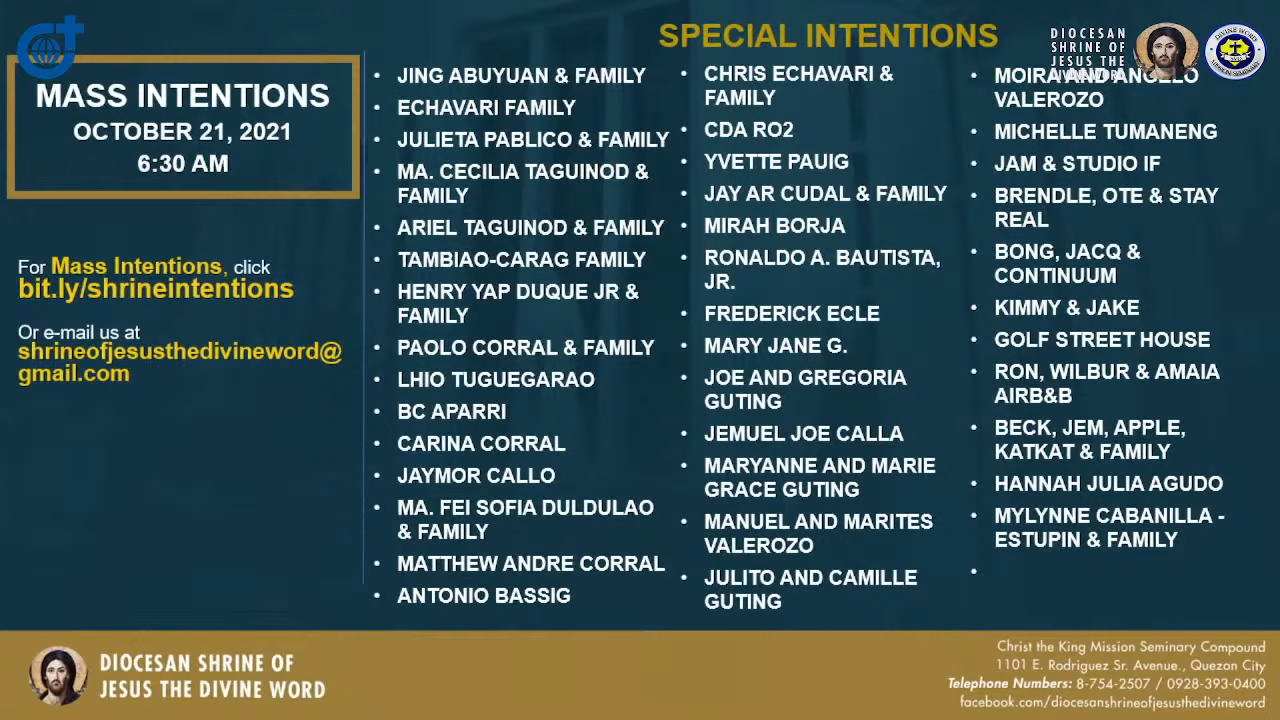 SPECIAL INTENTIONS
DIOCESAN
SHRINE OF
JESUS THE
DIVINE WORD
DIVINE WORD
MISSION SEMINARY
MASS INTENTIONS
OCTOBER 21, 2021
6:30 AM
For Mass Intentions, click
bit.ly/shrineintentions
Or e-mail us at
shrineofjesusthedivineword@
gmail.com
• JING ABUYUAN & FAMILY
• ECHAVARI FAMILY
• JULIETA PABLICO & FAMILY
• MA. CECILIA TAGUINOD &
FAMILY
• ARIEL TAGUINOD & FAMILY
• TAMBIAO-CARAG FAMILY
• HENRY YAP DUQUE JR &
FAMILY
• PAOLO CORRAL & FAMILY
• LHIO TUGUEGARAO
• BC APARRI
• CARINA CORRAL
• JAYMOR CALLO
• MA. FEI SOFIA DULDULAO
& FAMILY
• MATTHEW ANDRE CORRAL
• ANTONIO BASSIG
• CHRIS ECHAVARI &
FAMILY
• CDA RO2
• YVETTE PAUIG
• JAY AR CUDAL & FAMILY
• MIRAH BORJA
• RONALDO A. BAUTISTA,
JR.
• FREDERICK ECLE
• MARY JANE G.
• JOE AND GREGORIA
GUTING
• JEMUEL JOE CALLA
• MARYANNE AND MARIE
GRACE GUTING
• MANUEL AND MARITES
VALEROZO
• JULITO AND CAMILLE
GUTING
• MOIRA AND ANGELO
VALEROZO
• MICHELLE TUMANENG
• JAM & STUDIO IF
• BRENDLE, OTE & STAY
REAL
• BONG, JACQ &
CONTINUUM
• KIMMY & JAKE
• GOLF STREET HOUSE
• RON, WILBUR & AMAIA
AIRB&B
• BECK, JEM, APPLE,
KATKAT & FAMILY
• HANNAH JULIA AGUDO
• MYLYNNE CABANILLA -
ESTUPIN & FAMILY
•
DIOCESAN SHRINE OF
JESUS THE DIVINE WORD
Christ the King Mission Seminary Compound
1101 E. Rodriguez Sr. Avenue., Quezon City
Telephone Numbers: 8-754-2507 / 0928-393-0400
facebook.com/diocesanshrineofjesusthedivineword